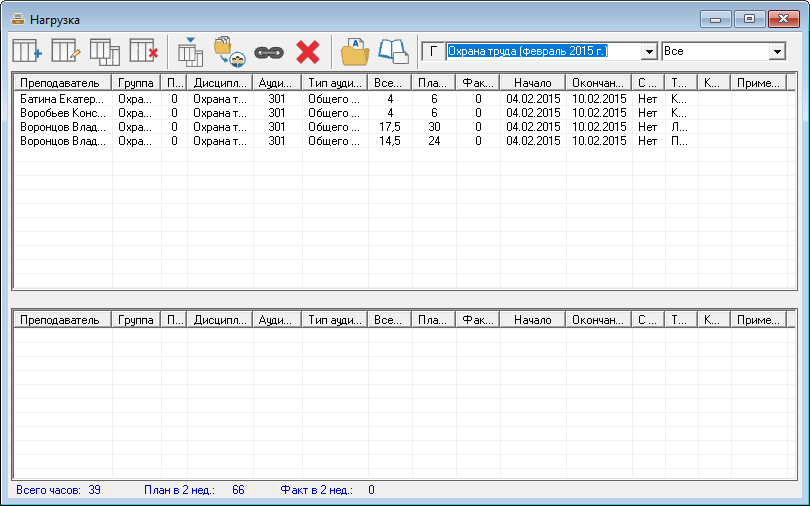 Нагрузка
Г Охрана труда (февраль 2015 г.) Все
Преподаватель Группа П... Дисципл... Ауди... Тип ауди... Все... Пла... Фак... Начало Окончан... С ... Т... К... Приме...
Батина Екатер... Охра... 0 Охрана т... 301 Общего ... 4 6 0 04.02.2015 10.02.2015 Нет К...
Воробьев Конс... Охра... 0 Охрана т... 301 Общего ... 4 6 0 04.02.2015 10.02.2015 Нет К...
Воронцов Влад... Охра... 0 Охрана т... 301 Общего ... 17,5 30 0 04.02.2015 10.02.2015 Нет Л...
Воронцов Влад... Охра... 0 Охрана т... 301 Общего ... 14,5 24 0 04.02.2015 10.02.2015 Нет П...
Преподаватель Группа П... Дисципл... Ауди... Тип ауди... Все... Пла... Фак... Начало Окончан... С ... Т... К... Приме...
Всего часов: 39 План в 2 нед.: 66 Факт в 2 нед.: 0